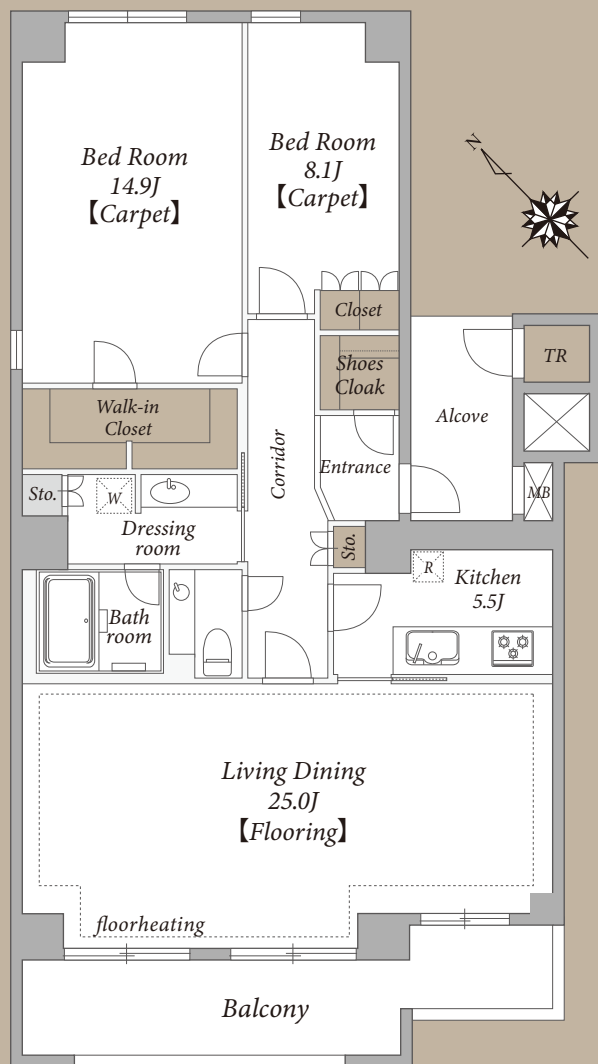 Bed Room
14.9J
【Carpet】
Bed Room
8.1J
【Carpet】
N
Closet
Shoes
Cloak
TR
Walk-in
Closet
Alcove
Corridor
Entrance
Sto.
W
MB
Dressing
room
Sto.
R
Kitchen
5.5J
Bath
room
Living Dining
25.0J
【Flooring】
floorheating
Balcony